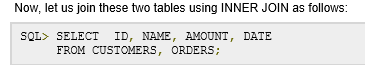 Now, let us join these two tables using INNER JOIN as follows:
SQL> SELECT  ID, NAME, AMOUNT, DATE
     FROM CUSTOMERS, ORDERS;